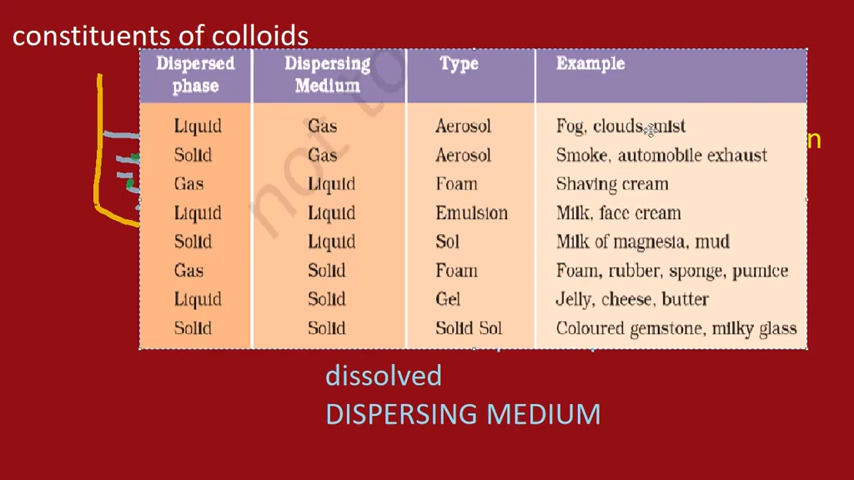 constituents of colloids
Dispersed phase Dispersing Medium Type Example
Liquid Gas Aerosol Fog, clouds, mist
Solid Gas Aerosol Smoke, automobile exhaust
Gas Liquid Foam Shaving cream
Liquid Liquid Emulsion Milk, face cream
Solid Liquid Sol Milk of magnesia, mud
Gas Solid Foam Foam, rubber, sponge, pumice
Liquid Solid Gel Jelly, cheese, butter
Solid Solid Solid Sol Coloured gemstone, milky glass
not to
n
dissolved
DISPERSING MEDIUM